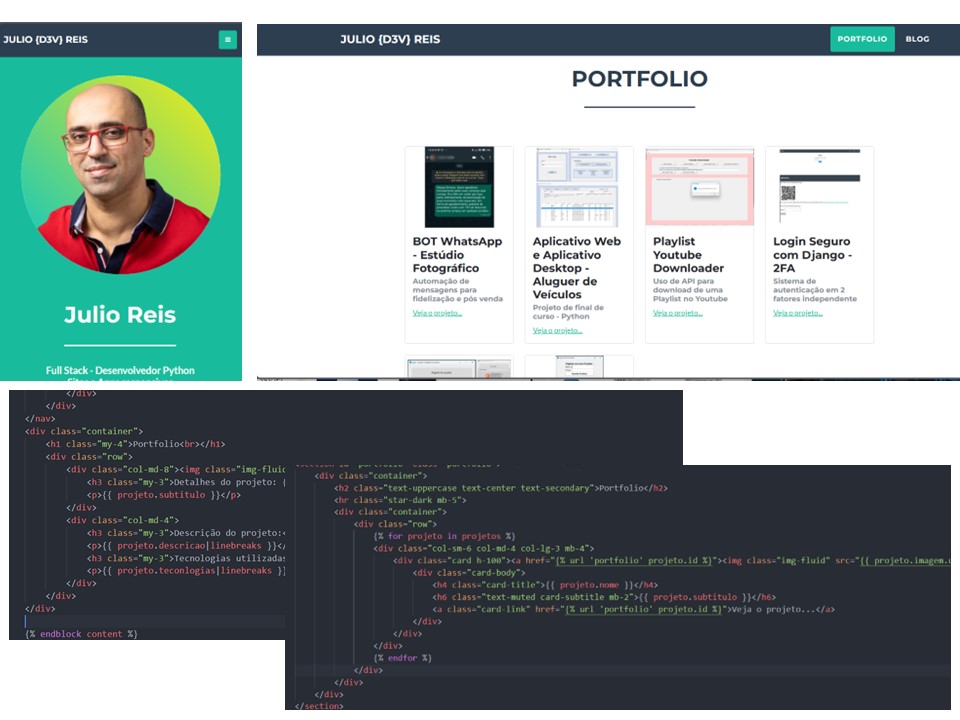 JULIO {D3V} REIS
Julio Reis
Full Stack - Desenvolvedor Python
JULIO {D3V} REIS
PORTFOLIO
BLOG
PORTFOLIO
BOT WhatsApp
- Estúdio
Fotográfico
Automação de
mensagens para
fidelização e pós venda
Veja o projeto...
Aplicativo Web
e Aplicativo
Desktop -
Aluguer de
Veículos
Projeto de final de
curso - Python
Veja o projeto...
Playlist
Youtube
Downloader
Uso de API para
download de uma
Playlist no Youtube
Veja o projeto...
Login Seguro
com Django -
2FA
Sistema de
autenticação em 2
fatores independente
Veja o projeto...
</div>
</div>
</nav>
<div class="container">
<h1 class="my-4">Portfolio<br></h1>
<div class="row">
<div class="col-md-8"><img class="img-fluid
<h3 class="my-3">Detalhes do projeto: {
<p>{{ projeto.subtitulo }}</p>
</div>
<div class="col-md-4">
<h3 class="my-3">Descrição do projeto:<
<p>{{ projeto.descricao|linebreaks }}<
<h3 class="my-3">Tecnologias utilizadas
<p>{{ projeto.teconlogias|linebreaks }}
</div>
</div>
</div>
{% endblock content %}
<div class="container">
<h2 class="text-uppercase text-center text-secondary">Portfolio</h2>
<hr class="star-dark mb-5">
<div class="container">
<div class="row">
{% for projeto in projetos %}
<div class="col-sm-6 col-md-4 col-lg-3 mb-4">
<div class="card h-100"><a href="{% url 'portfolio' projeto.id %}"><img class="img-fluid" src="{{ projeto.imagem.u
<div class="card-body">
<h4 class="card-title">{{ projeto.nome }}</h4>
<h6 class="text-muted card-subtitle mb-2">{{ projeto.subtitulo }}</h6>
<a class="card-link" href="{% url 'portfolio' projeto.id %}">Veja o projeto...</a>
</div>
</div>
</div>
{% endfor %}
</div>
</div>
</div>
</section>